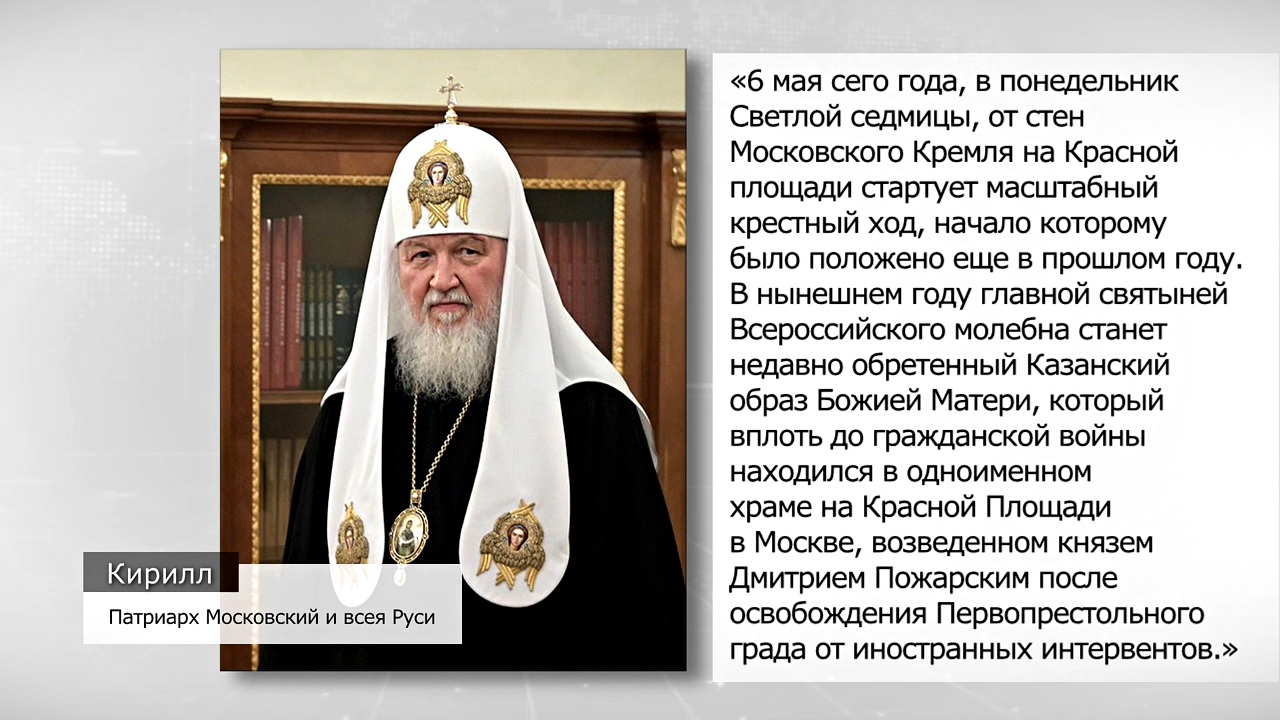 «6 мая сего года, в понедельник
Светлой седмицы, от стен
Московского Кремля на Красной
площади стартует масштабный
крестный ход, начало которому
было положено еще в прошлом году.
В нынешнем году главной святыней
Всероссийского молебна станет
недавно обретенный Казанский
образ Божией Матери, который
вплоть до гражданской войны
находился в одноименном
храме на Красной Площади
в Москве, возведенном князем
Дмитрием Пожарским после
освобождения Первопрестольного
града от иностранных интервентов.»
Кирилл
Патриарх Московский и всея Руси